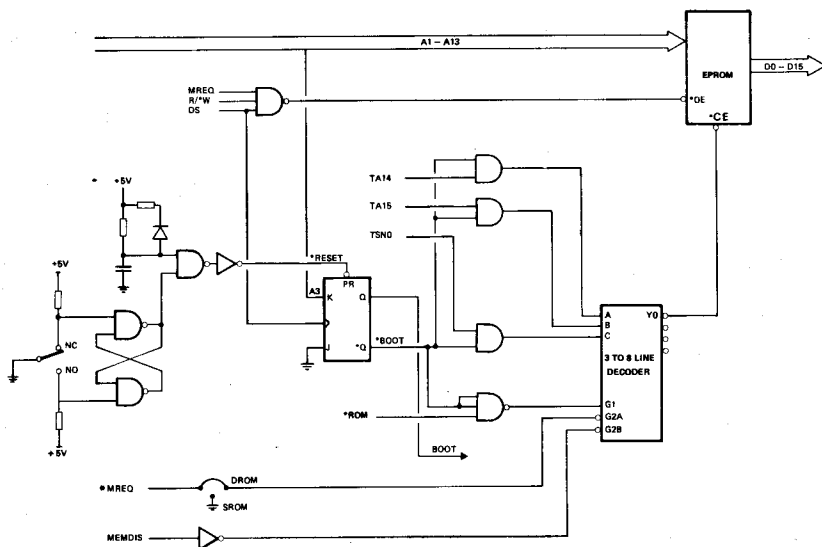 A1 – A13
EPROM
D0 – D15
*OE
*CE
MREQ
R/*W
DS
TA14
TA15
TSN0
+5V
+5V
*RESET
PR
A3
K
Q
J
*Q
*BOOT
NC
NO
+5V
*ROM
BOOT
A
B
C
Y0
3 TO 8 LINE
DECODER
G1
G2A
G2B
*MREQ
DROM
SROM
MEMDIS